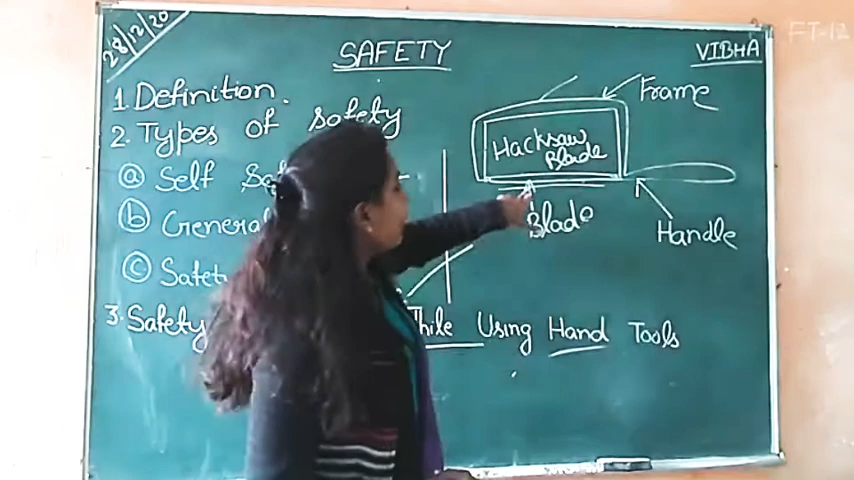 28/12/20
SAFETY
VIBHA
FT-12
1. Definition.
2. Types of safety
(a) Self
(b) General
(c) Safety
3. Safety While Using Hand Tools
Frame
Hacksaw
Blade
Blade
Handle